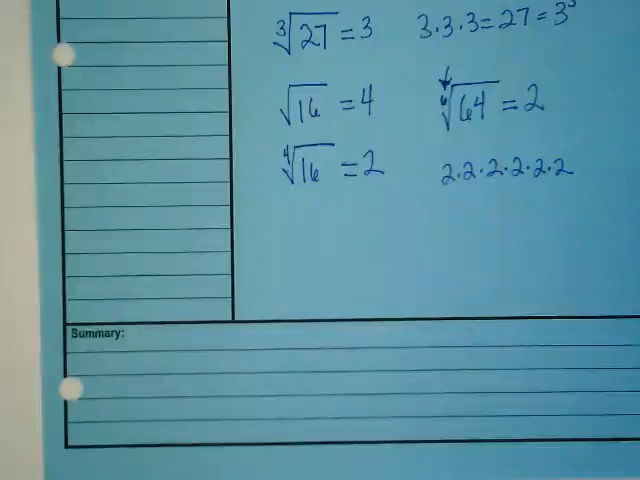 ∛27 = 3 3·3·3 = 27 = 3³
√16 = 4 ⁶√64 = 2
⁴√16 = 2 2·2·2·2·2·2
Summary: